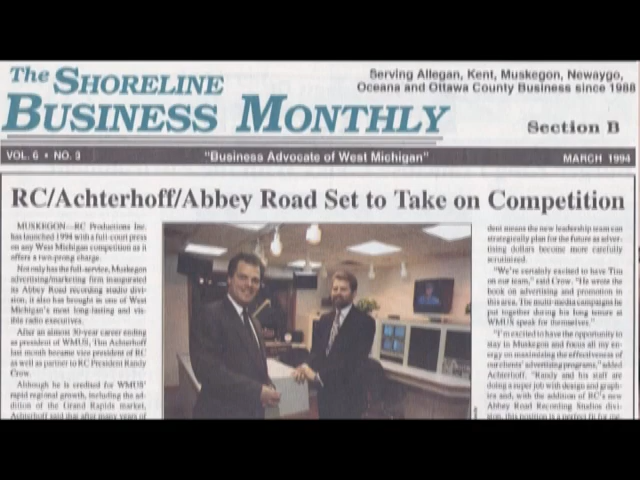 The SHORELINE
BUSINESS MONTHLY
Serving Allegan, Kent, Muskegon, Newaygo,
Oceana and Ottawa County Business since 1988
Section B
VOL. 6 • NO. 3
"Business Advocate of West Michigan"
MARCH 1994
RC/Achterhoff/Abbey Road Set to Take on Competition
MUSKEGON—RC Productions Inc.
has launched 1994 with a full-court press
on any West Michigan competition as it
offers a two-prong charge.
Not only has the full-service, Muskegon
advertising/marketing firm inaugurated
its Abbey Road recording studio divi-
sion, it also has brought in one of West
Michigan's most long-lasting and visi-
ble radio executives.
After an almost 30-year career ending
as president of WMUS, Tim Achterhoff
last month became vice president of RC
as well as partner to RC President Randy
Crow.
Although he is credited for WMUS'
rapid regional growth, including the ad-
dition of the Grand Rapids market,
Achterhoff said that after many years of
dent means the new leadership team can
strategically plan for the future as adver-
tising dollars become more carefully
scrutinized.
"We're certainly excited to have Tim
on our team," said Crow. "He wrote the
book on advertising and promotion in
this area. The multi-media campaigns he
put together during his long tenure at
WMUS speak for themselves."
"I'm excited to have the opportunity to
stay in Muskegon and focus all my en-
ergy on maximizing the effectiveness of
our clients' advertising programs," added
Achterhoff. "Randy and his staff are
doing a super job with design and graph-
ics and, with the addition of RC's new
Abbey Road Recording Studios divi-
sion, this position is a perfect fit for me.